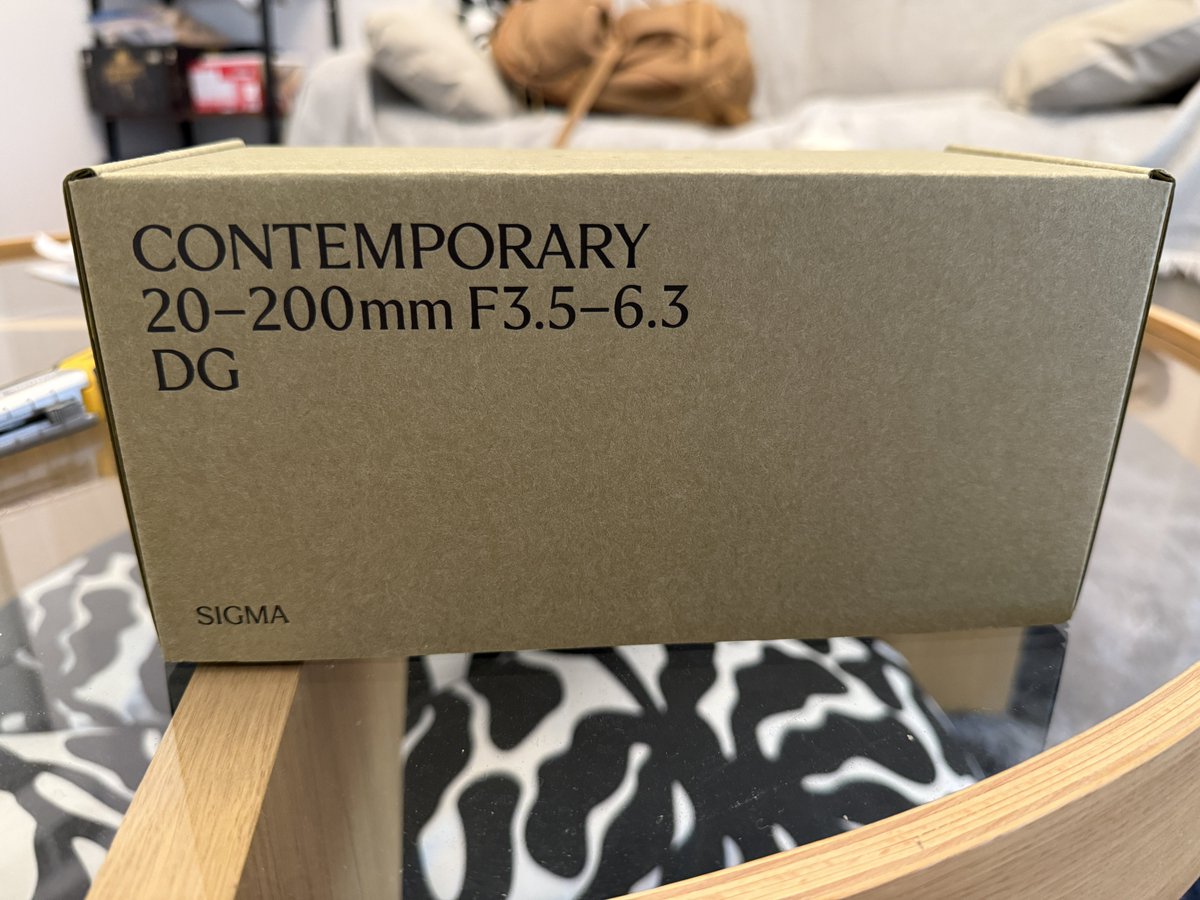 CONTEMPORARY
20–200mm F3.5–6.3
DG
SIGMA